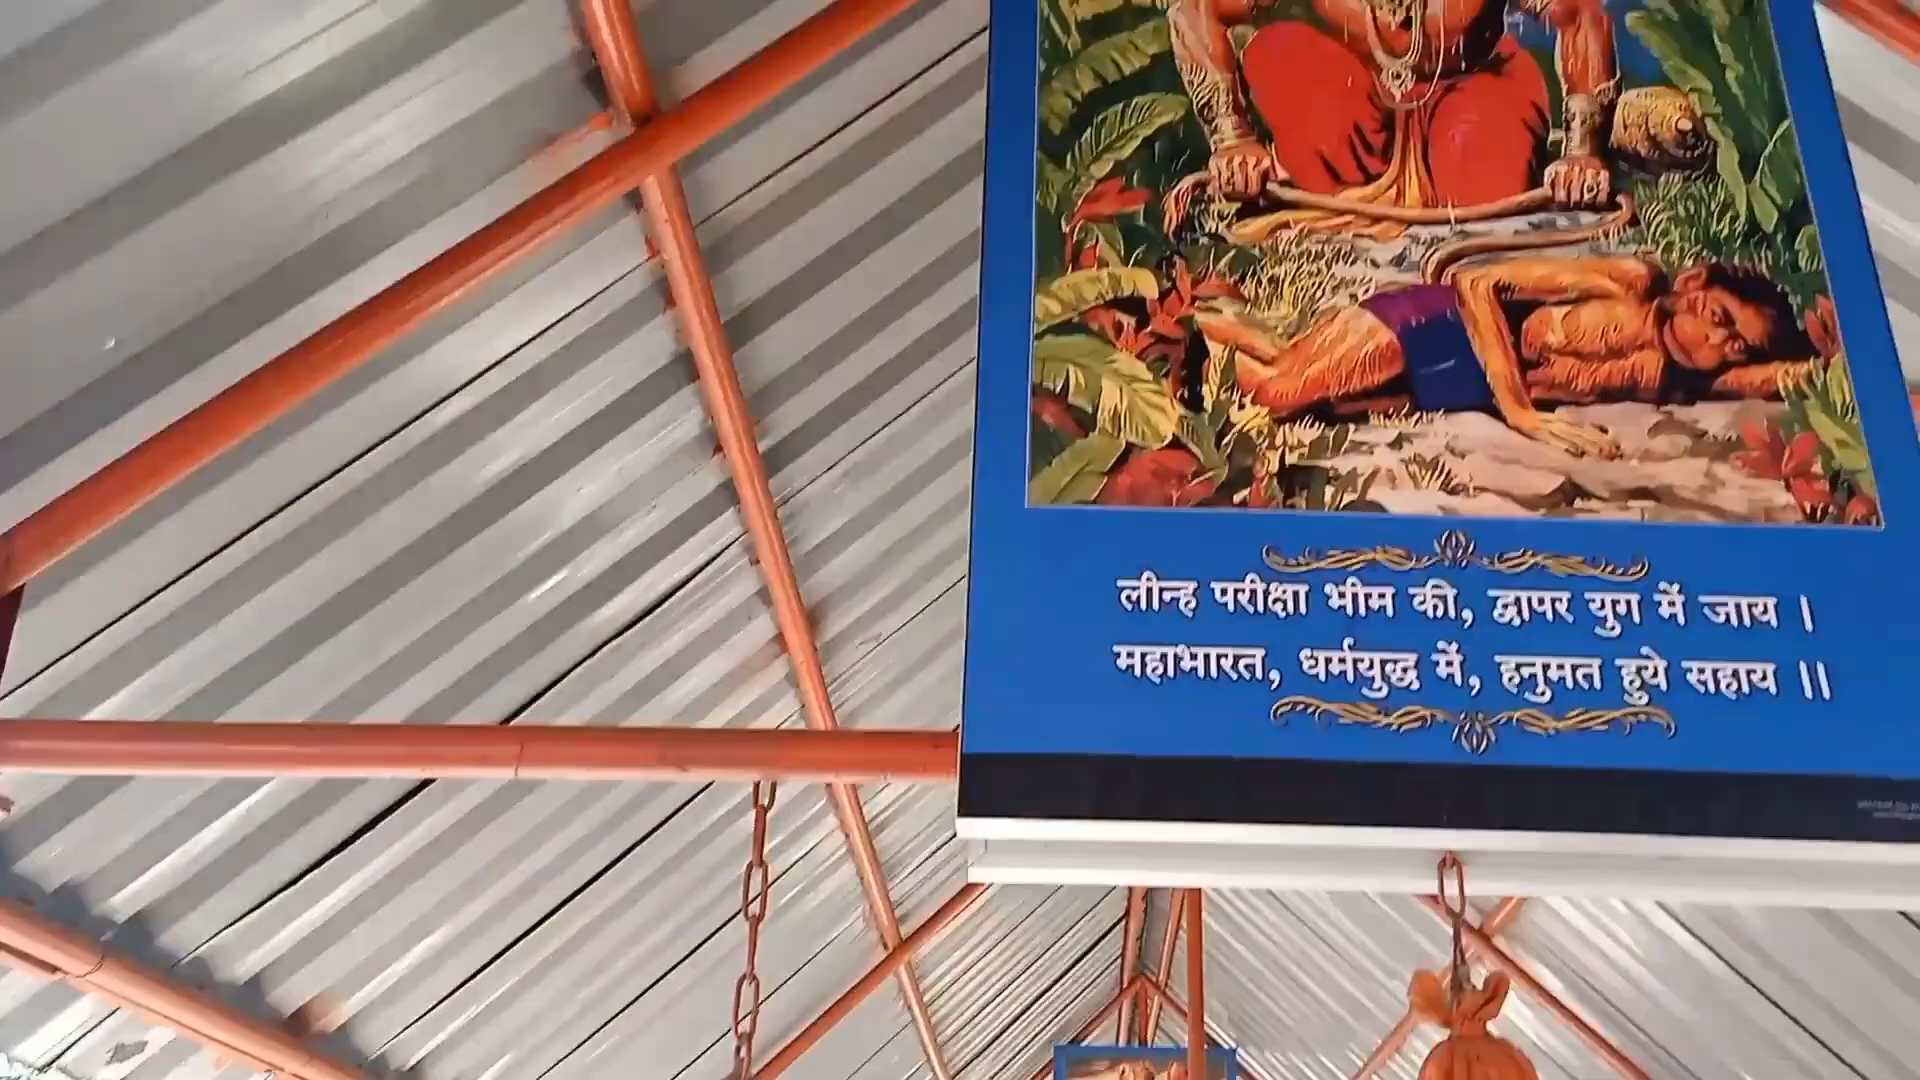 लीन्ह परीक्षा भीम की, द्वापर युग में जाय ।
महाभारत, धर्मयुद्ध में, हनुमत हुये सहाय ।।